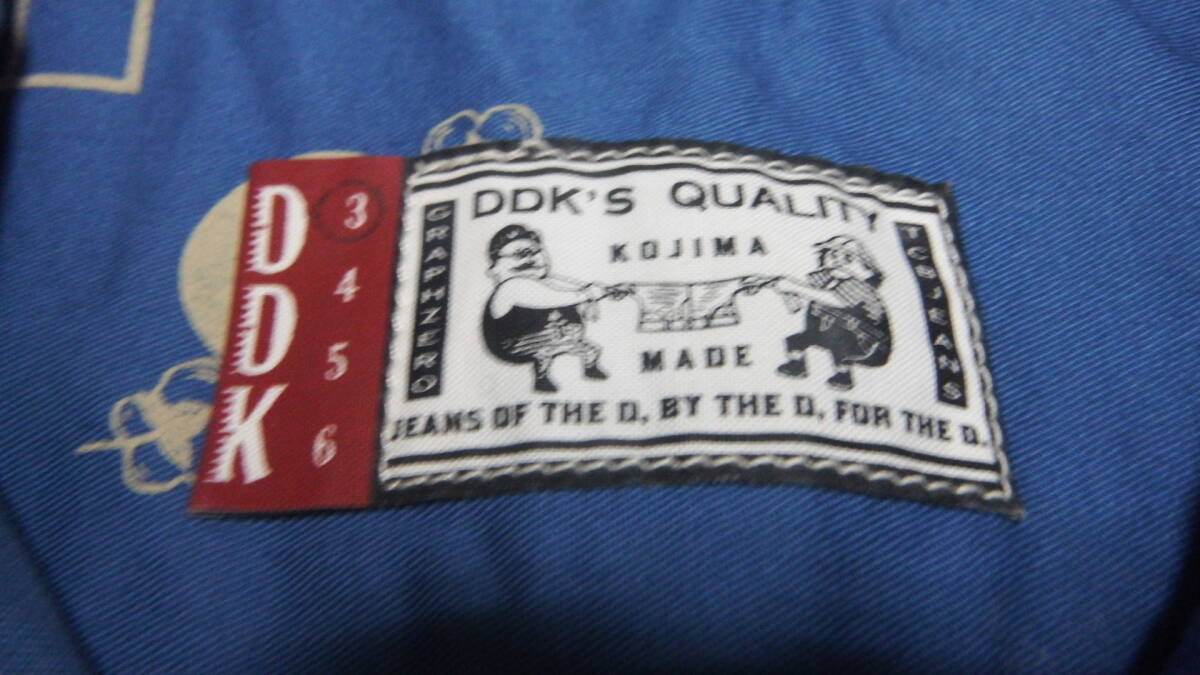 DDK
3
4
5
6
GRAPHZERO
DDK'S QUALITY
KOJIMA
MADE
JEANS OF THE D, BY THE D, FOR THE D.
TCBJEANS